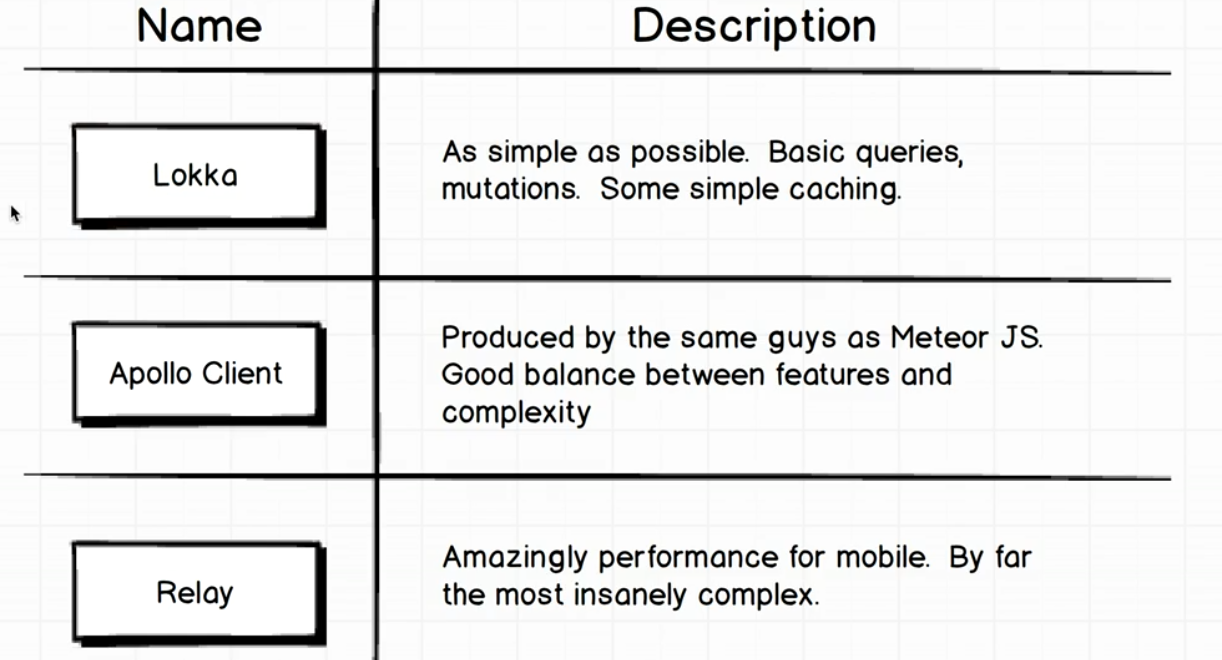 Name
Description
Lokka
As simple as possible.  Basic queries,
mutations.  Some simple caching.
Apollo Client
Produced by the same guys as Meteor JS.
Good balance between features and
complexity
Relay
Amazingly performance for mobile.  By far
the most insanely complex.